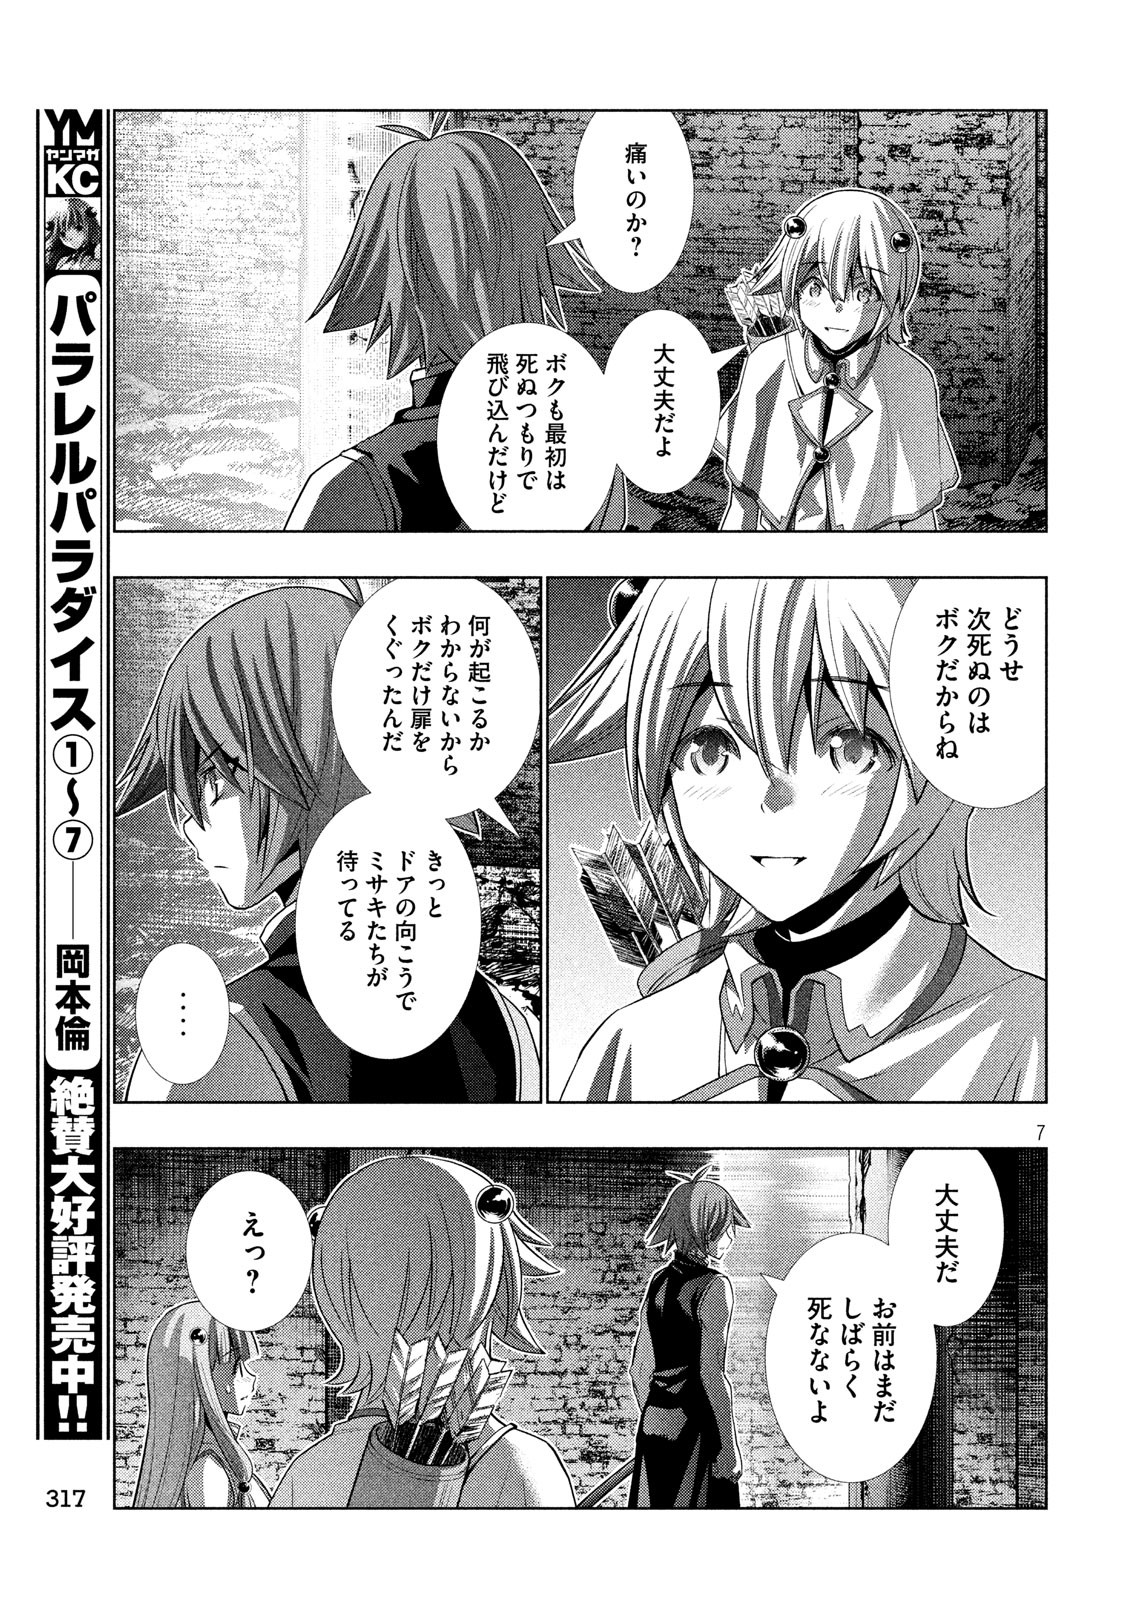 痛いのか？
大丈夫だよ
ボクも最初は
死ぬつもりで
飛び込んだけど
どうせ
次死ぬのは
ボクだからね
何が起こるか
わからないから
ボクだけ扉を
くぐったんだ
きっと
ドアの向こうで
ミサキたちが
待ってる
‥‥
7
大丈夫だ
お前はまだ
しばらく
死なないよ
えっ？
YM
ヤンマガ
KC
パラレルパラダイス①〜⑦――岡本倫 絶賛大好評発売中!!
317